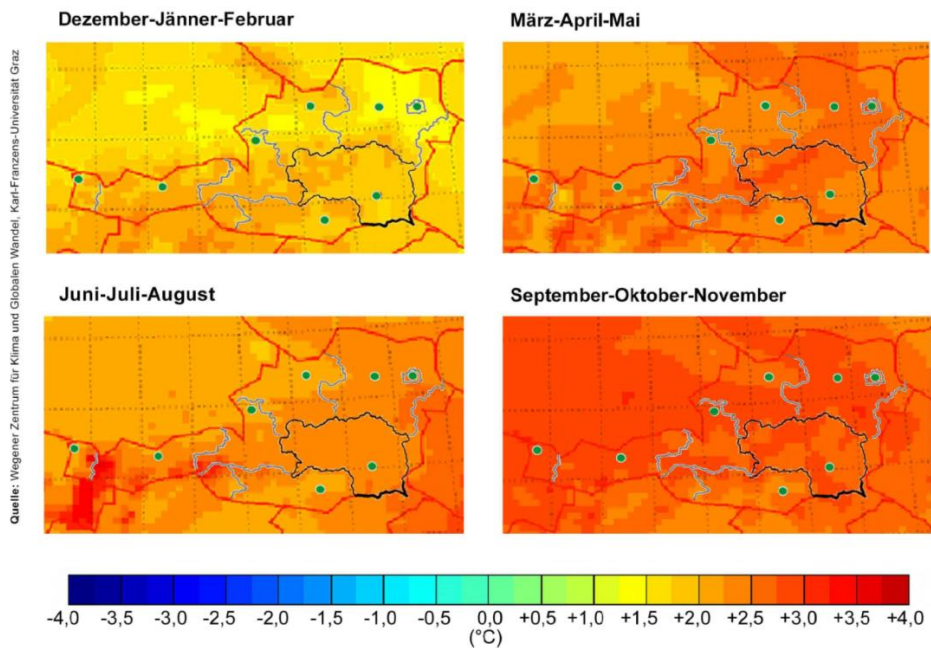 Dezember-Jänner-Februar
März-April-Mai
Quelle: Wegener Zentrum für Klima und Globalen Wandel, Karl-Franzens-Universität Graz
Juni-Juli-August
September-Oktober-November
-4,0 -3,5 -3,0 -2,5 -2,0 -1,5 -1,0 -0,5 0,0 +0,5 +1.0 +1.5 +2,0 +2,5 +3,0 +3,5 +4,0
(°C)